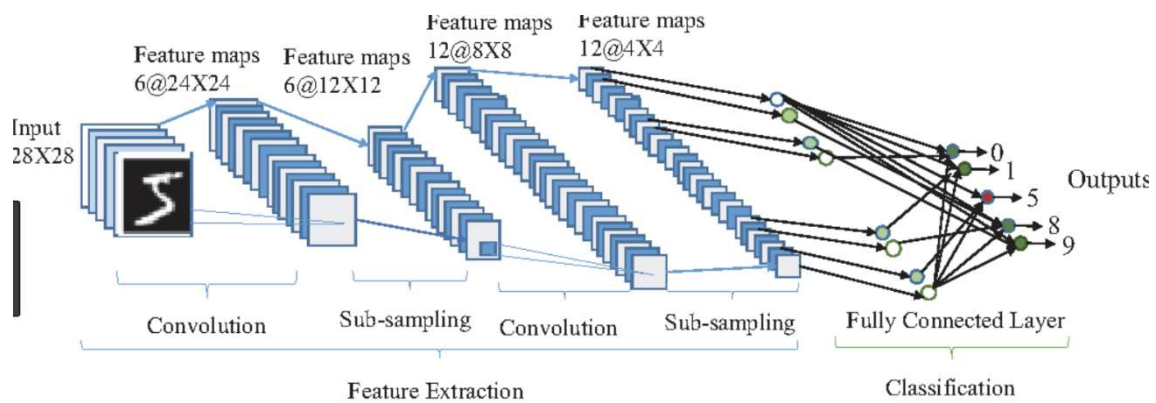 Feature maps
12@8X8
Feature maps
12@4X4
Feature maps
6@24X24
Feature maps
6@12X12
Input
28X28
0
1
5
8
9
Outputs
Convolution
Sub-sampling
Convolution
Sub-sampling
Fully Connected Layer
Feature Extraction
Classification